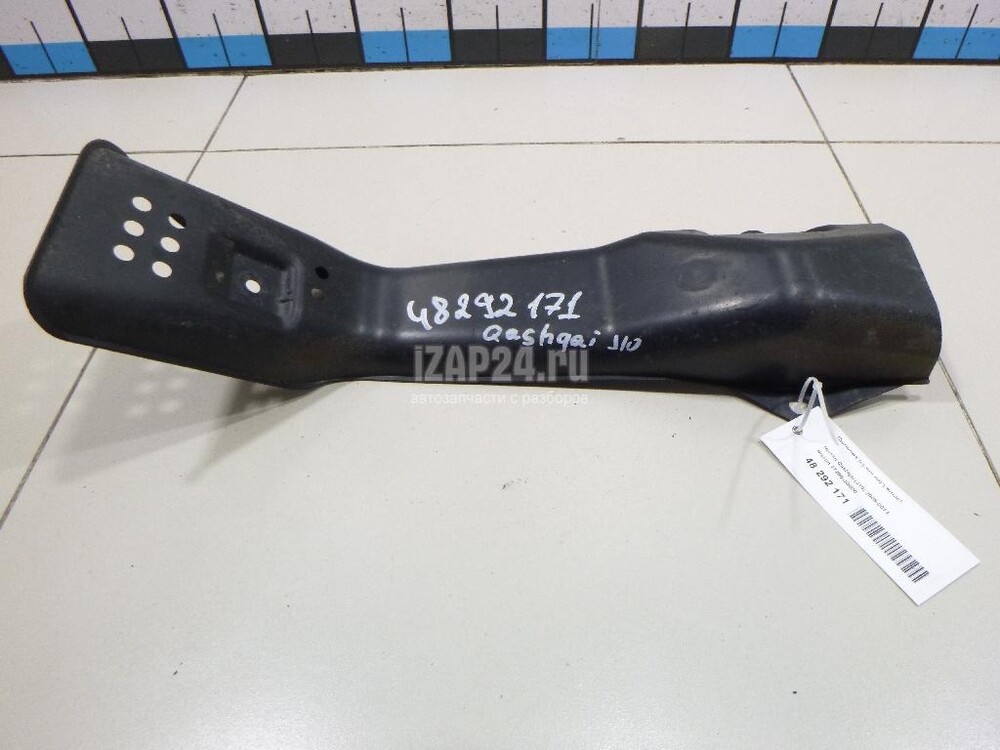 48292171
Qashqai J10
iZAP24.ru
автозапчасти с разборов
48 292 171